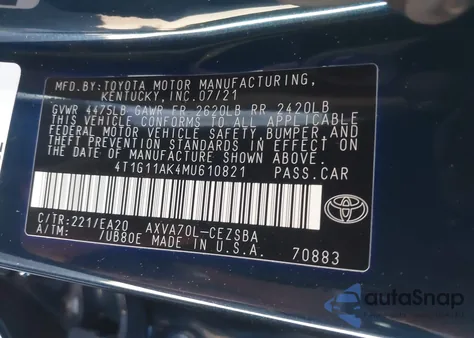 MFD.BY:TOYOTA MOTOR MANUFACTURING,
KENTUCKY, INC. 07/21
GVWR 4475LB GAWR FR 2620LB RR 2420LB
THIS VEHICLE CONFORMS TO ALL APPLICABLE
FEDERAL MOTOR VEHICLE SAFETY, BUMPER,AND
THEFT PREVENTION STANDARDS IN EFFECT ON
THE DATE OF MANUFACTURE SHOWN ABOVE.
4T1G11AK4MU610821 PASS.CAR
C/TR:221/EA20 AXVA70L-CEZSBA
A/TM: /UB80E MADE IN U.S.A.
70883
autaSnap